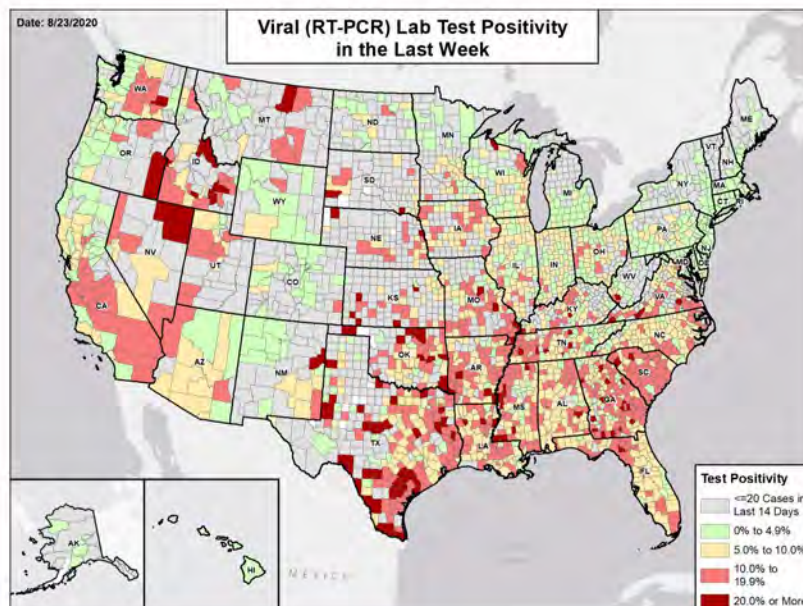 Date: 8/23/2020
Viral (RT-PCR) Lab Test Positivity
in the Last Week
WA
MT
ND
MN
ME
VT
NH
OR
ID
WI
SD
NY
MA
WY
MI
CT
RI
IA
PA
NE
NJ
NV
OH
MD
DE
IL
IN
UT
CO
WV
CA
KS
MO
VA
KY
NC
TN
OK
AZ
NM
AR
SC
MS
AL
GA
TX
LA
FL
AK
HI
MEXICO
Test Positivity
<=20 Cases in
Last 14 Days
0% to 4.9%
5.0% to 10.0%
10.0% to
19.9%
20.0% or More